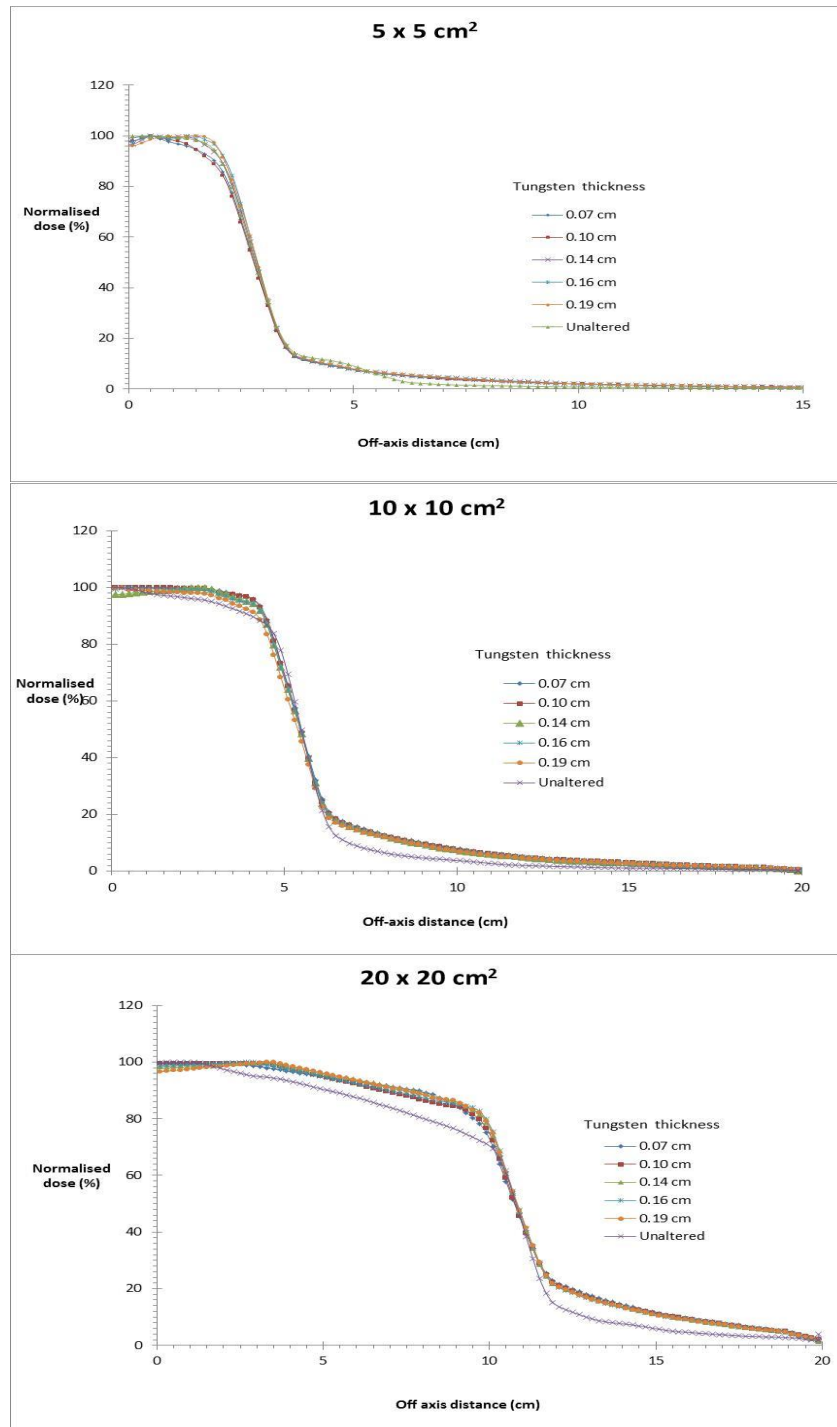 5 x 5 cm²
120
100
80
60
40
20
0
Normalised
dose (%)
Tungsten thickness
0.07 cm
0.10 cm
0.14 cm
0.16 cm
0.19 cm
Unaltered
0 5 10 15
Off-axis distance (cm)
10 x 10 cm²
120
100
80
60
40
20
0
Normalised
dose (%)
Tungsten thickness
0.07 cm
0.10 cm
0.14 cm
0.16 cm
0.19 cm
Unaltered
0 5 10 15 20
Off-axis distance (cm)
20 x 20 cm²
120
100
80
60
40
20
0
Normalised
dose (%)
Tungsten thickness
0.07 cm
0.10 cm
0.14 cm
0.16 cm
0.19 cm
Unaltered
0 5 10 15 20
Off axis distance (cm)